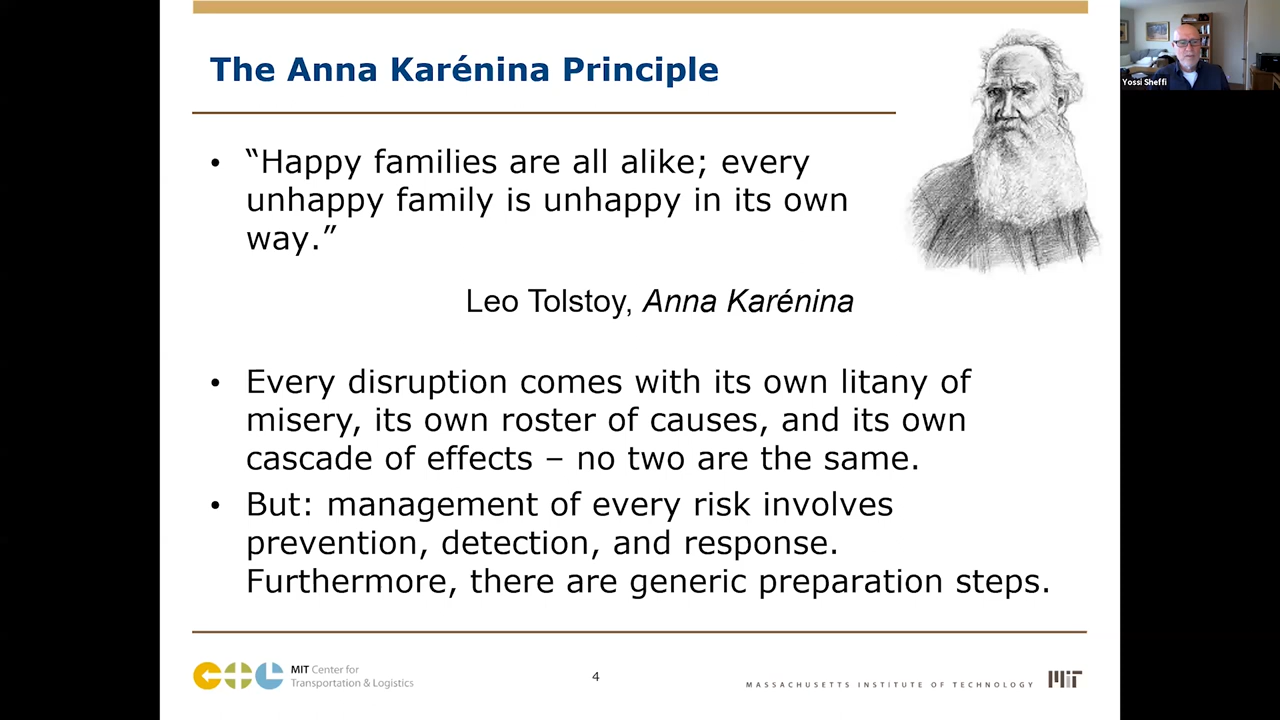 The Anna Karénina Principle
Yossi Sheffi
• “Happy families are all alike; every
unhappy family is unhappy in its own
way.”
Leo Tolstoy, Anna Karénina
• Every disruption comes with its own litany of
misery, its own roster of causes, and its own
cascade of effects – no two are the same.
• But: management of every risk involves
prevention, detection, and response.
Furthermore, there are generic preparation steps.
MIT Center for
Transportation & Logistics
4
MASSACHUSETTS INSTITUTE OF TECHNOLOGY
MIT